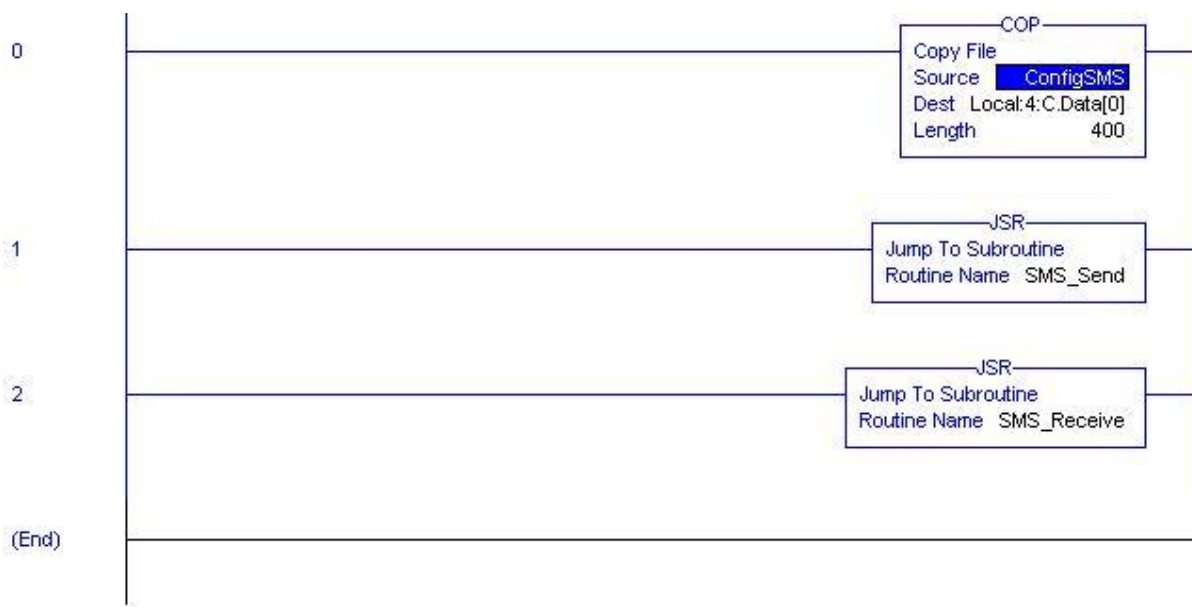 0
COP
Copy File
Source ConfigSMS
Dest Local:4:C.Data[0]
Length 400
1
JSR
Jump To Subroutine
Routine Name SMS_Send
2
JSR
Jump To Subroutine
Routine Name SMS_Receive
(End)